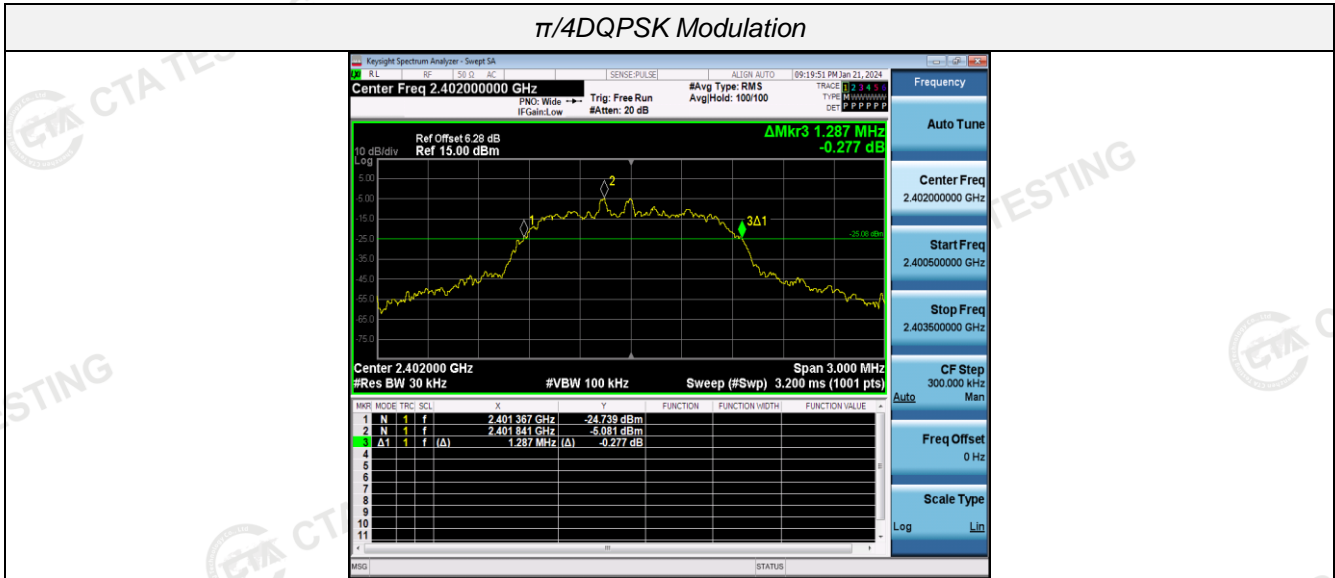 π/4DQPSK Modulation
Keysight Spectrum Analyzer - Swept SA
RL RF 50 Ω AC SENSE:PULSE ALIGN AUTO 09:19:51 PM Jan 21, 2024
Center Freq 2.402000000 GHz
PNO: Wide
IFGain:Low
Trig: Free Run
#Atten: 20 dB
#Avg Type: RMS
Avg|Hold: 100/100
TRACE 1 2 3 4 5 6
TYPE M W W W W W
DET P P P P P P
Frequency
Auto Tune
Center Freq
2.402000000 GHz
Start Freq
2.400500000 GHz
Stop Freq
2.403500000 GHz
CF Step
300.000 kHz
Auto Man
Freq Offset
0 Hz
Scale Type
Log Lin
ΔMkr3 1.287 MHz
-0.277 dB
Ref Offset 6.28 dB
10 dB/div Ref 15.00 dBm
Log
5.00
-5.00
-15.0
-25.0
-35.0
-45.0
-55.0
-65.0
-75.0
1
2
3Δ1
-25.08 dBm
Center 2.402000 GHz Span 3.000 MHz
#Res BW 30 kHz #VBW 100 kHz Sweep (#Swp) 3.200 ms (1001 pts)
MKR MODE TRC SCL X Y FUNCTION FUNCTION WIDTH FUNCTION VALUE
1 N 1 f 2.401 367 GHz -24.739 dBm
2 N 1 f 2.401 841 GHz -5.081 dBm
3 Δ1 1 f (Δ) 1.287 MHz (Δ) -0.277 dB
4
5
6
7
8
9
10
11
MSG STATUS
CTA TES
TESTING
STING
CTA
C